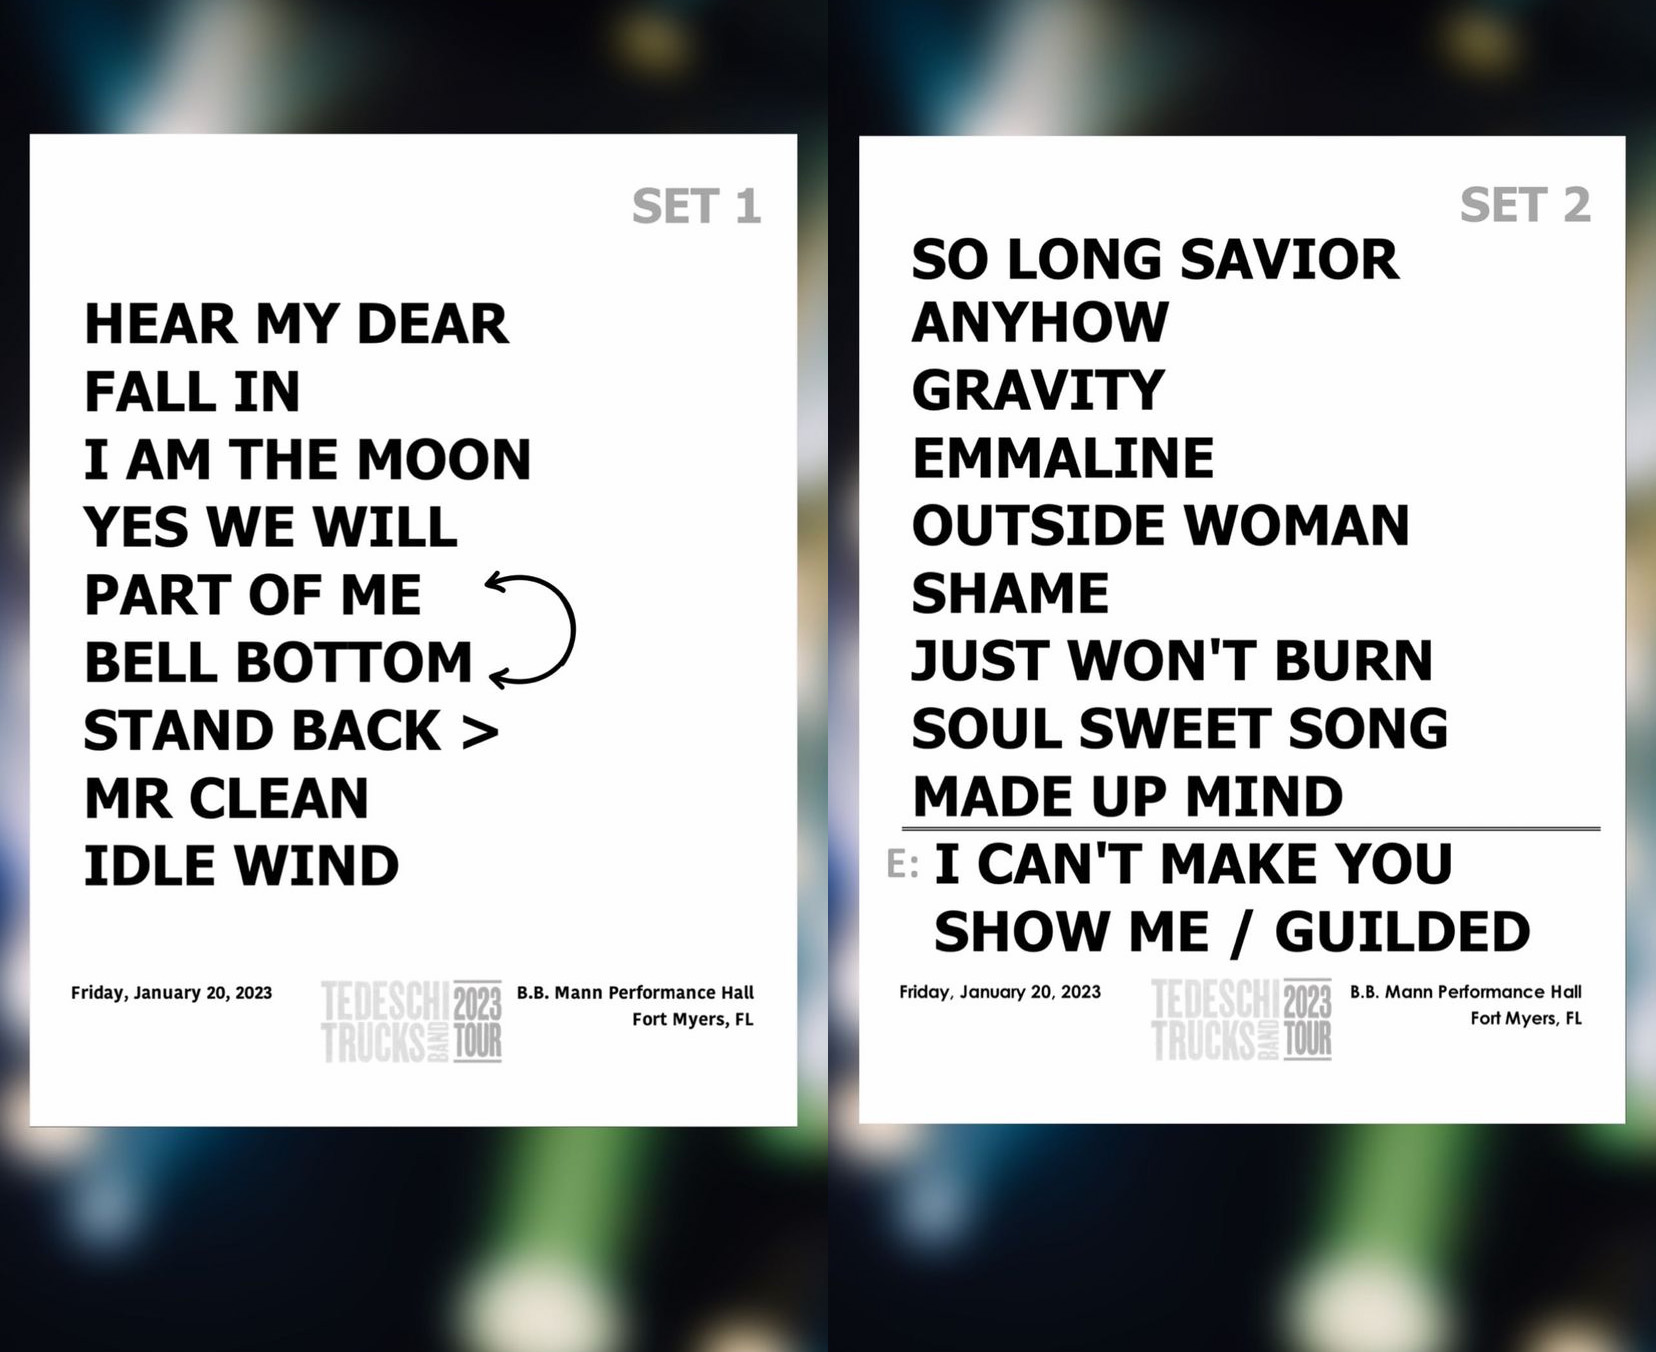 SET 1
HEAR MY DEAR
FALL IN
I AM THE MOON
YES WE WILL
PART OF ME
BELL BOTTOM
STAND BACK >
MR CLEAN
IDLE WIND
Friday, January 20, 2023
TEDESCHI TRUCKS BAND
2023 TOUR
B.B. Mann Performance Hall
Fort Myers, FL
SET 2
SO LONG SAVIOR
ANYHOW
GRAVITY
EMMALINE
OUTSIDE WOMAN
SHAME
JUST WON'T BURN
SOUL SWEET SONG
MADE UP MIND
E: I CAN'T MAKE YOU
SHOW ME / GUILDED
Friday, January 20, 2023
TEDESCHI TRUCKS BAND
2023 TOUR
B.B. Mann Performance Hall
Fort Myers, FL